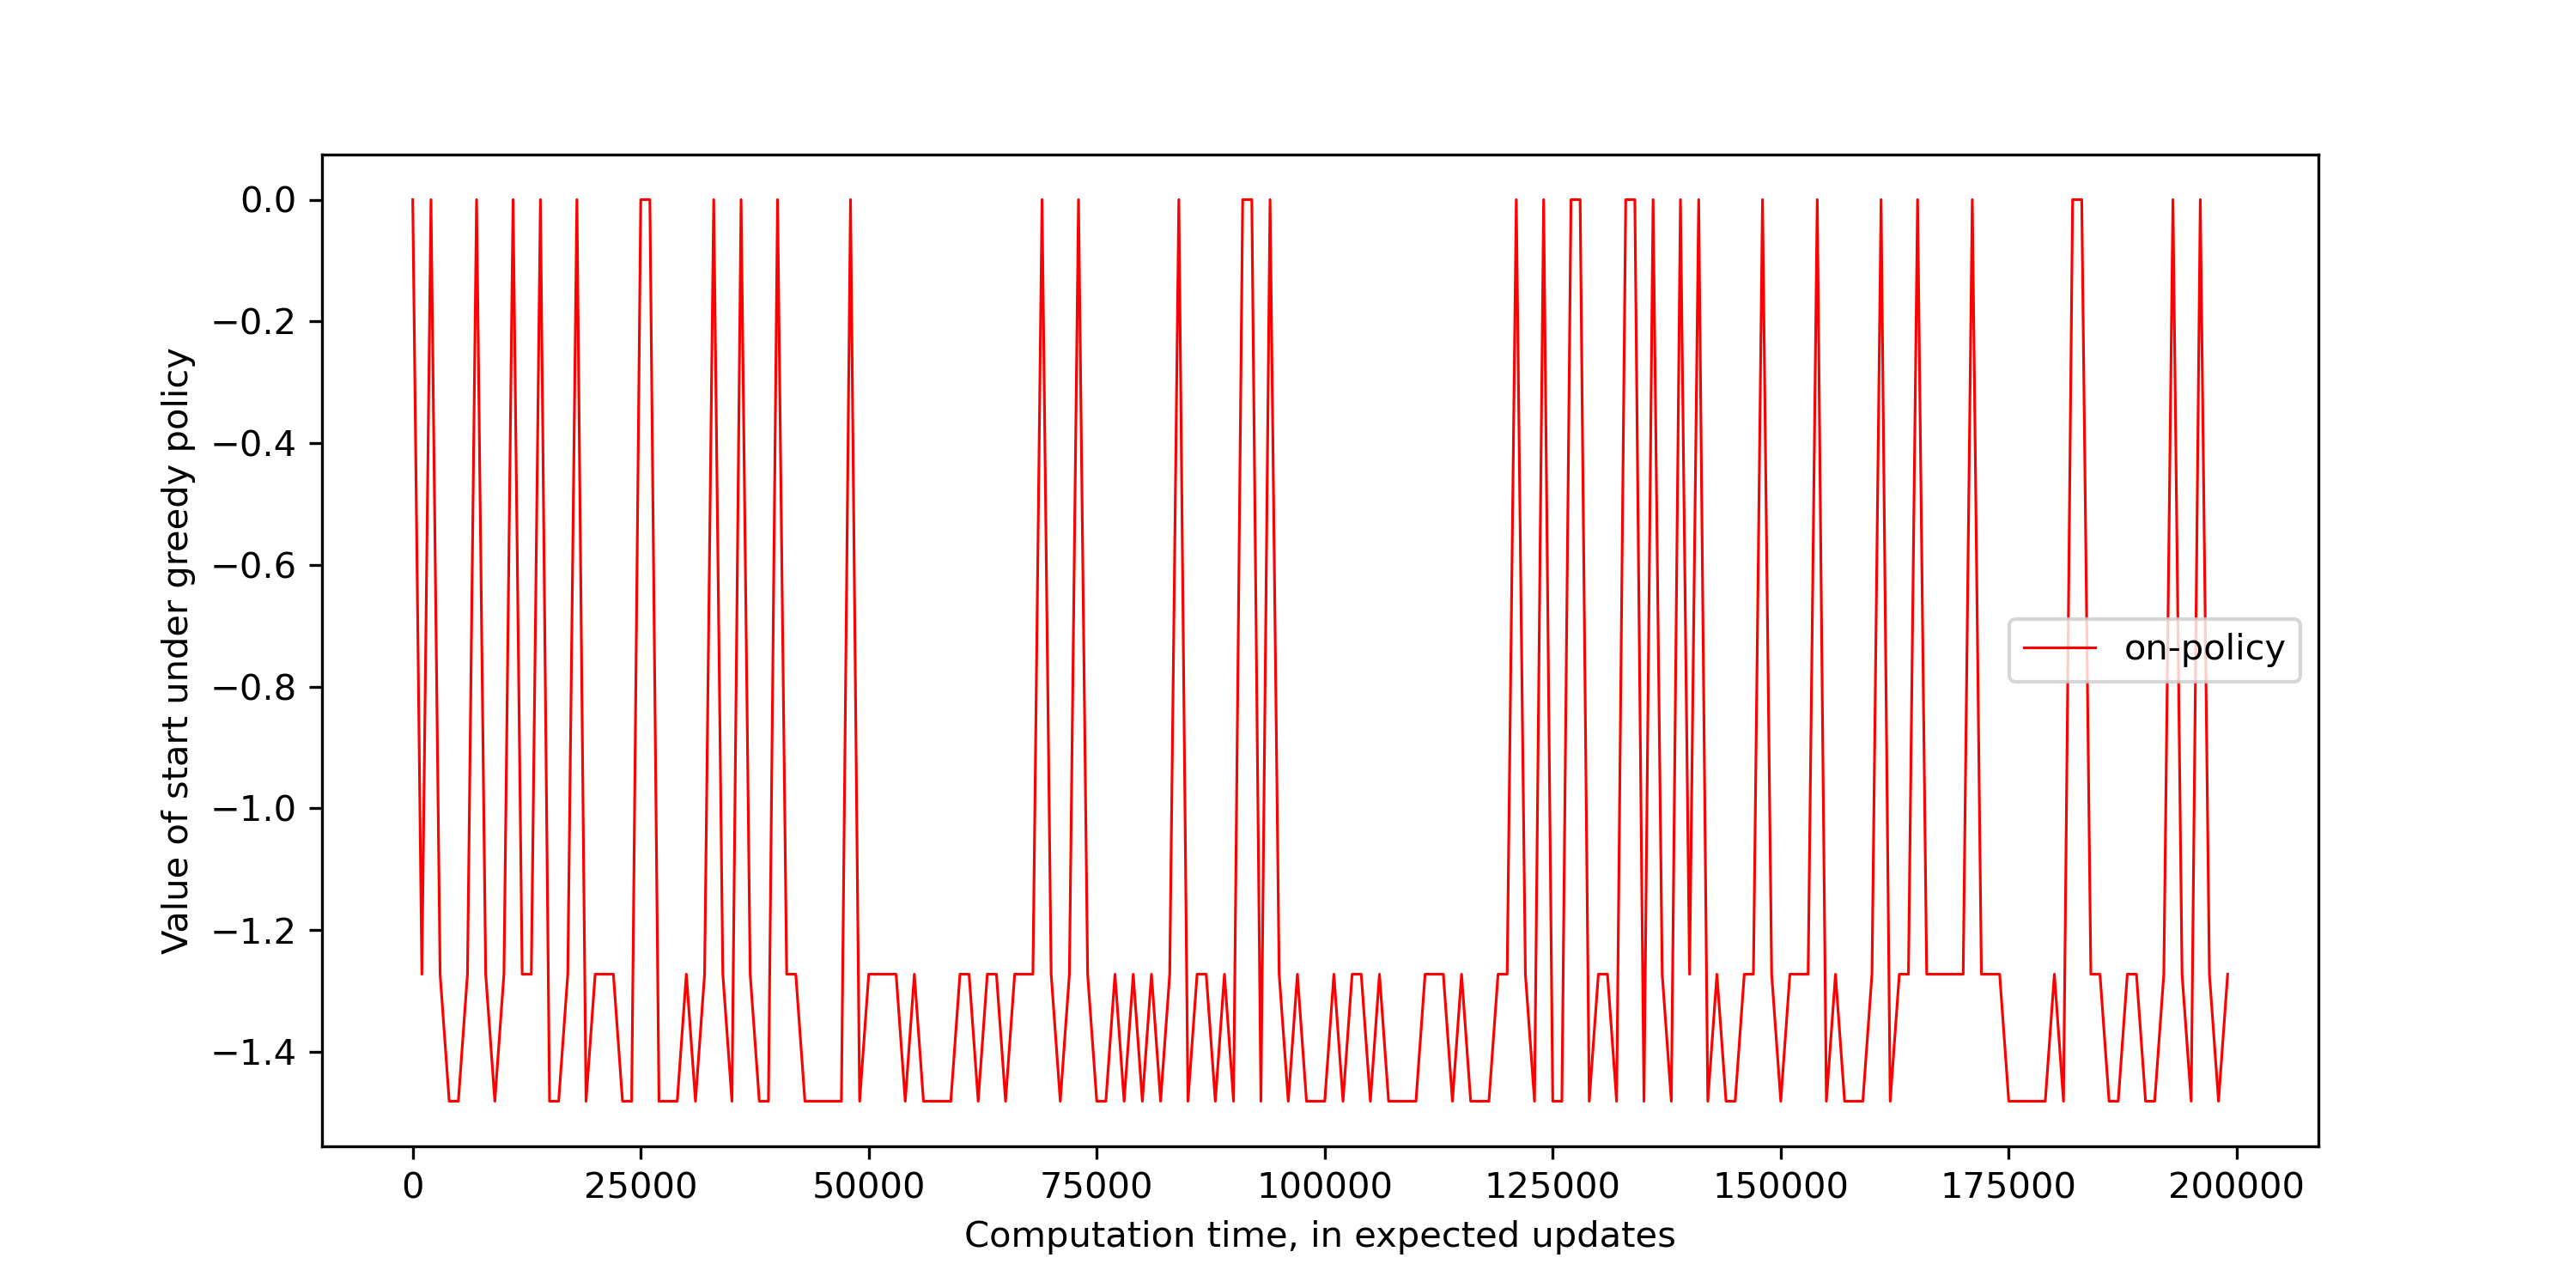 0.0
−0.2
−0.4
−0.6
−0.8
−1.0
−1.2
−1.4
Value of start under greedy policy
on-policy
0 25000 50000 75000 100000 125000 150000 175000 200000
Computation time, in expected updates